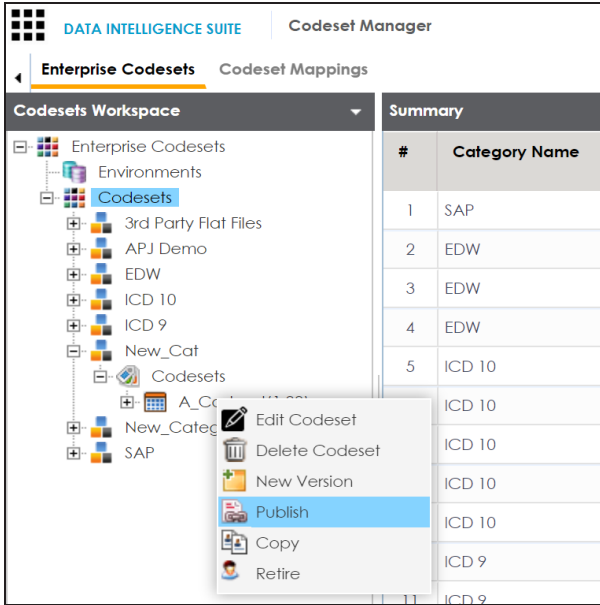 DATA INTELLIGENCE SUITE
Codeset Manager
Enterprise Codesets
Codeset Mappings
Codesets Workspace
Enterprise Codesets
Environments
Codesets
3rd Party Flat Files
APJ Demo
EDW
ICD 10
ICD 9
New_Cat
Codesets
New_Categ
SAP
Edit Codeset
Delete Codeset
New Version
Publish
Copy
Retire
Summary
# Category Name
1 SAP
2 EDW
3 EDW
4 EDW
5 ICD 10
ICD 10
ICD 10
ICD 10
ICD 10
ICD 9
11 ICD 9